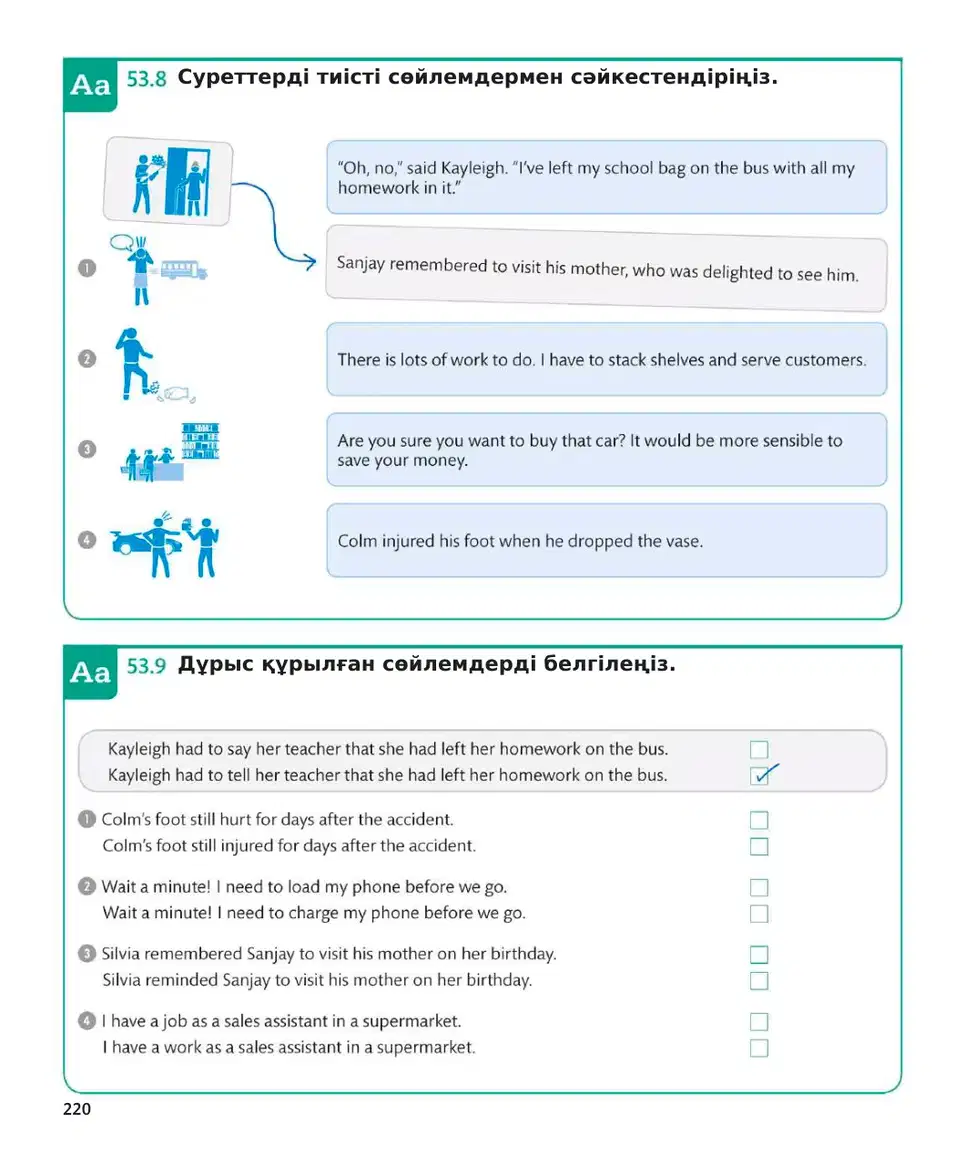 Aa 53.8 Суреттерді тиісті сөйлемдермен сәйкестендіріңіз.
“Oh, no,” said Kayleigh. “I’ve left my school bag on the bus with all my
homework in it.”
1
Sanjay remembered to visit his mother, who was delighted to see him.
2
There is lots of work to do. I have to stack shelves and serve customers.
3
Are you sure you want to buy that car? It would be more sensible to
save your money.
4
Colm injured his foot when he dropped the vase.
Aa 53.9 Дұрыс құрылған сөйлемдерді белгілеңіз.
Kayleigh had to say her teacher that she had left her homework on the bus.
Kayleigh had to tell her teacher that she had left her homework on the bus.
1 Colm’s foot still hurt for days after the accident.
Colm’s foot still injured for days after the accident.
2 Wait a minute! I need to load my phone before we go.
Wait a minute! I need to charge my phone before we go.
3 Silvia remembered Sanjay to visit his mother on her birthday.
Silvia reminded Sanjay to visit his mother on her birthday.
4 I have a job as a sales assistant in a supermarket.
I have a work as a sales assistant in a supermarket.
220